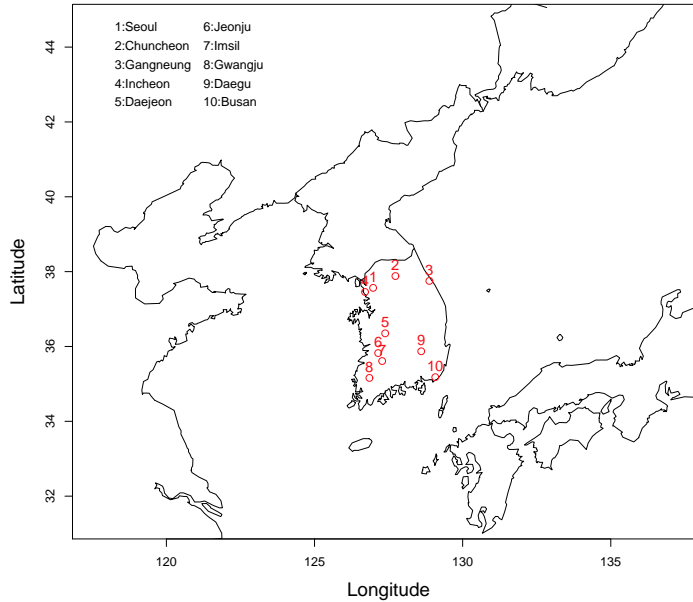 1:Seoul 6:Jeonju
2:Chuncheon 7:Imsil
3:Gangneung 8:Gwangju
4:Incheon 9:Daegu
5:Daejeon 10:Busan
44
42
40
38
36
34
32
Latitude
1
2
3
4
5
6
7
8
9
10
120 125 130 135
Longitude